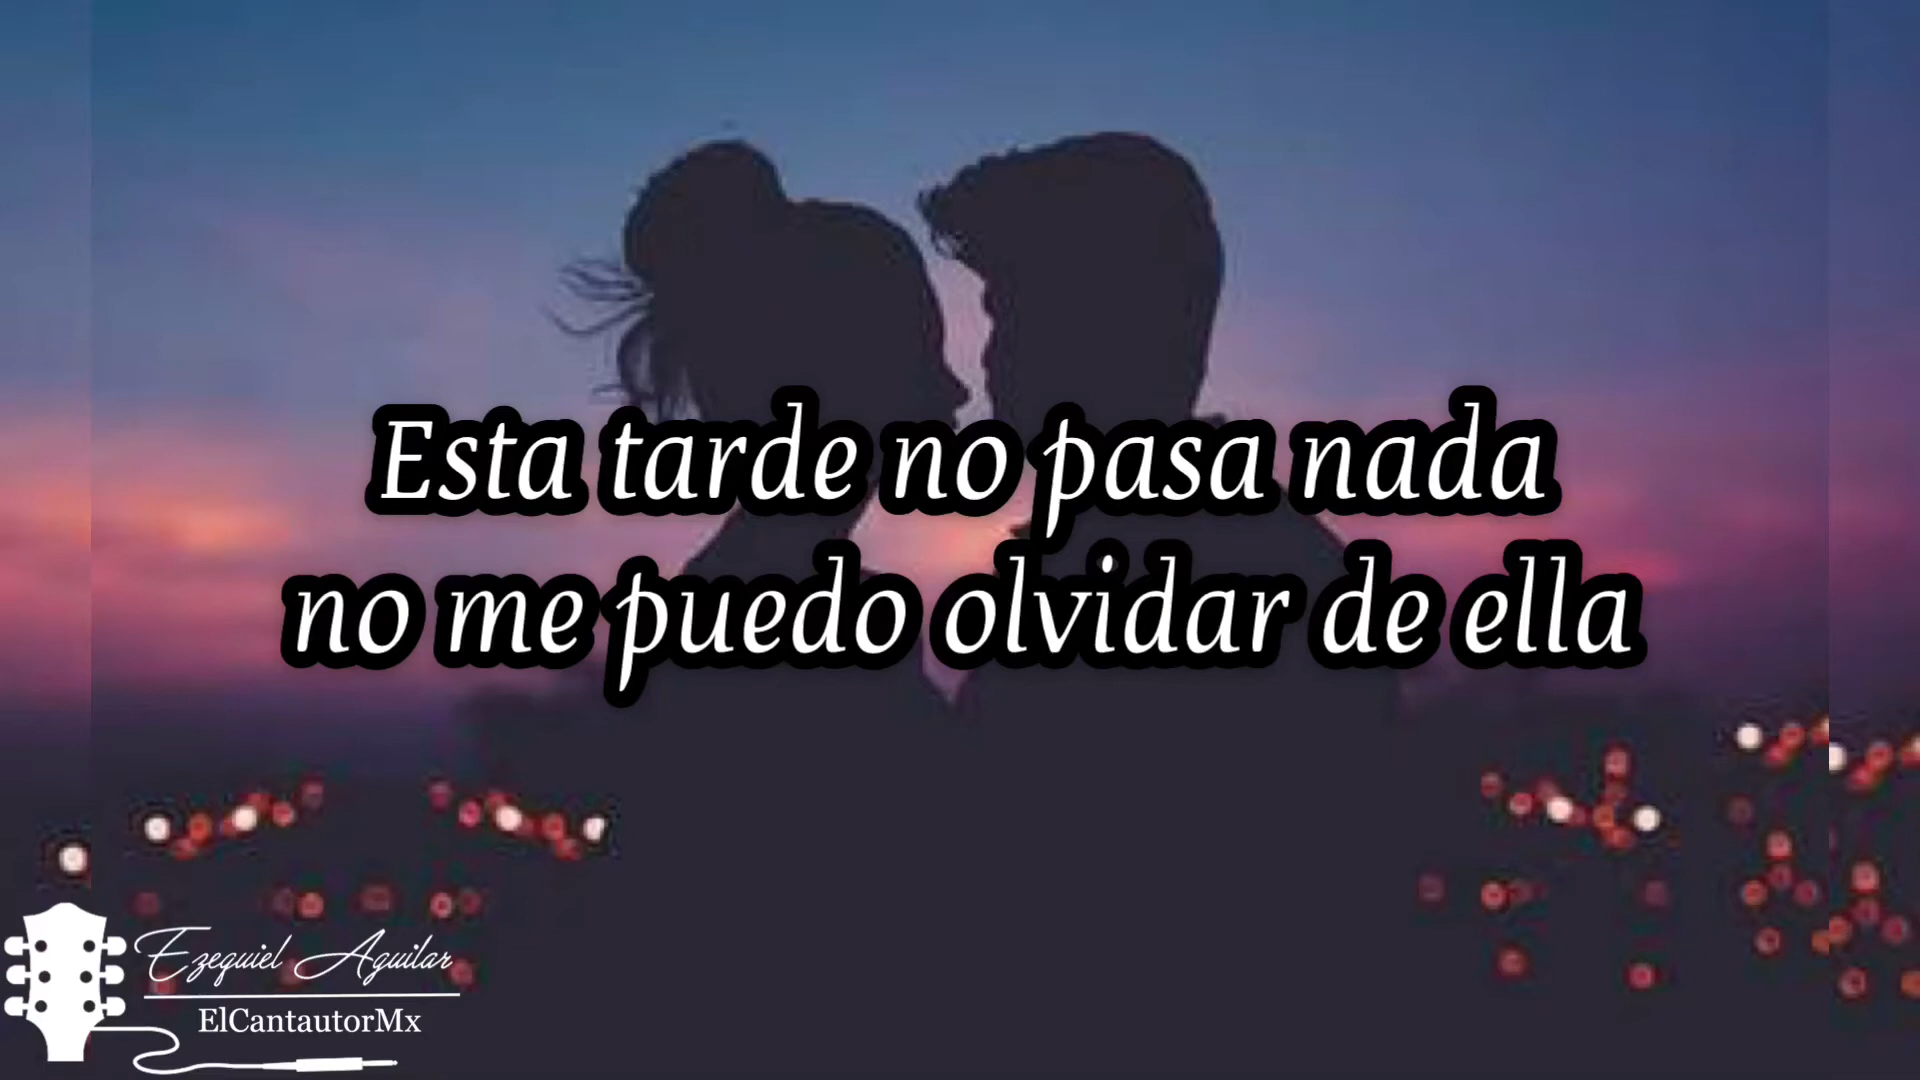 Esta tarde no pasa nada
no me puedo olvidar de ella
Ezequiel Aguilar
ElCantautorMx